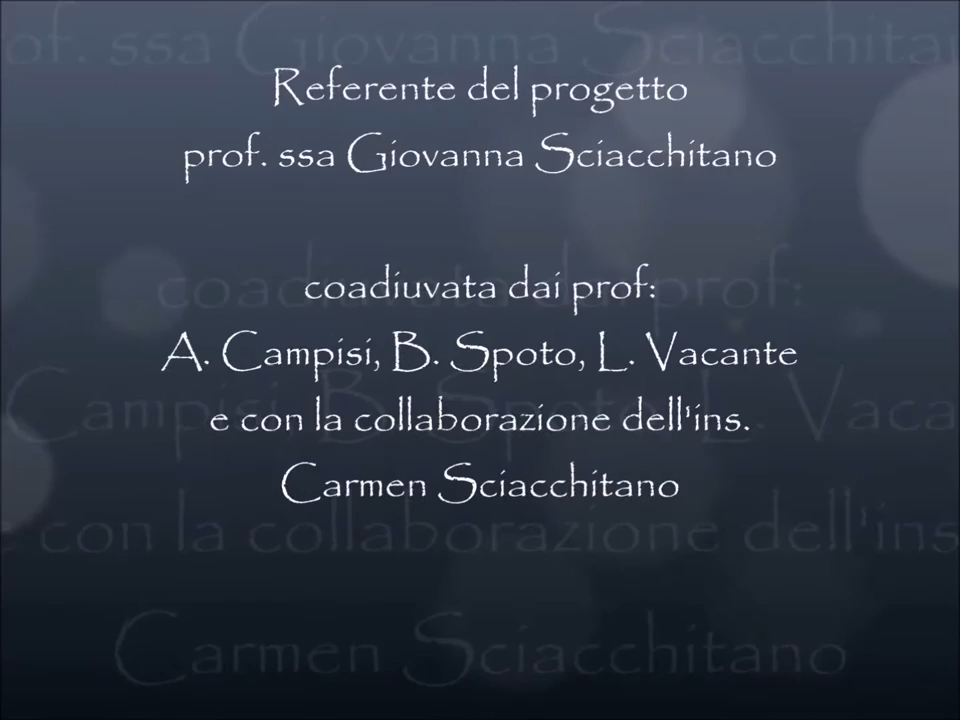 Referente del progetto
prof. ssa Giovanna Sciacchitano
coadiuvata dai prof:
A. Campisi, B. Spoto, L. Vacante
e con la collaborazione dell'ins.
Carmen Sciacchitano